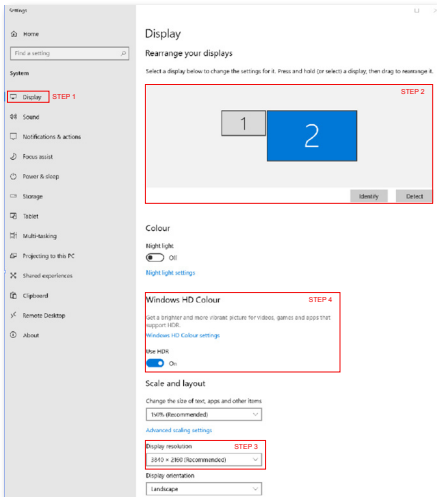 Settings
Home
Find a setting
System
Display STEP 1
Sound
Notifications & actions
Focus assist
Power & sleep
Storage
Tablet
Multi-tasking
Projecting to this PC
Shared experiences
Clipboard
Remote Desktop
About
Display
Rearrange your displays
Select a display below to change the settings for it. Press and hold (or select) a display, then drag to rearrange it.
STEP 2
1 2
Identify Detect
Colour
Night light
Off
Night light settings
Windows HD Colour STEP 4
Get a brighter and more vibrant picture for videos, games and apps that
support HDR.
Windows HD Colour settings
Use HDR
On
Scale and layout
Change the size of text, apps and other items
150% (Recommended)
Advanced scaling settings
Display resolution STEP 3
3840 × 2160 (Recommended)
Display orientation
Landscape